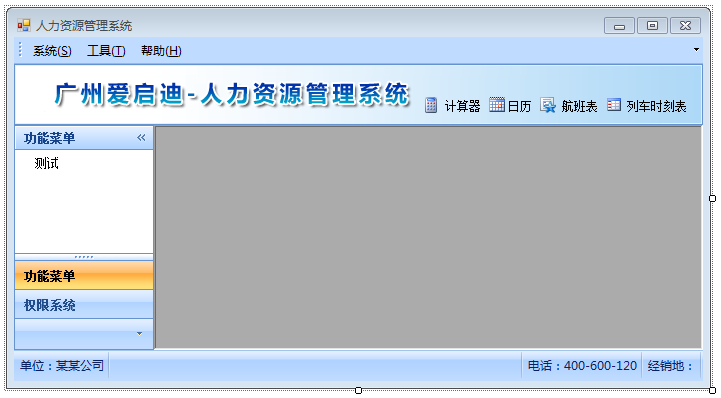 人力资源管理系统
系统(S) 工具(T) 帮助(H)
广州爱启迪-人力资源管理系统
计算器 日历 航班表 列车时刻表
功能菜单
测试
功能菜单
权限系统
单位：某某公司 电话：400-600-120 经销地：